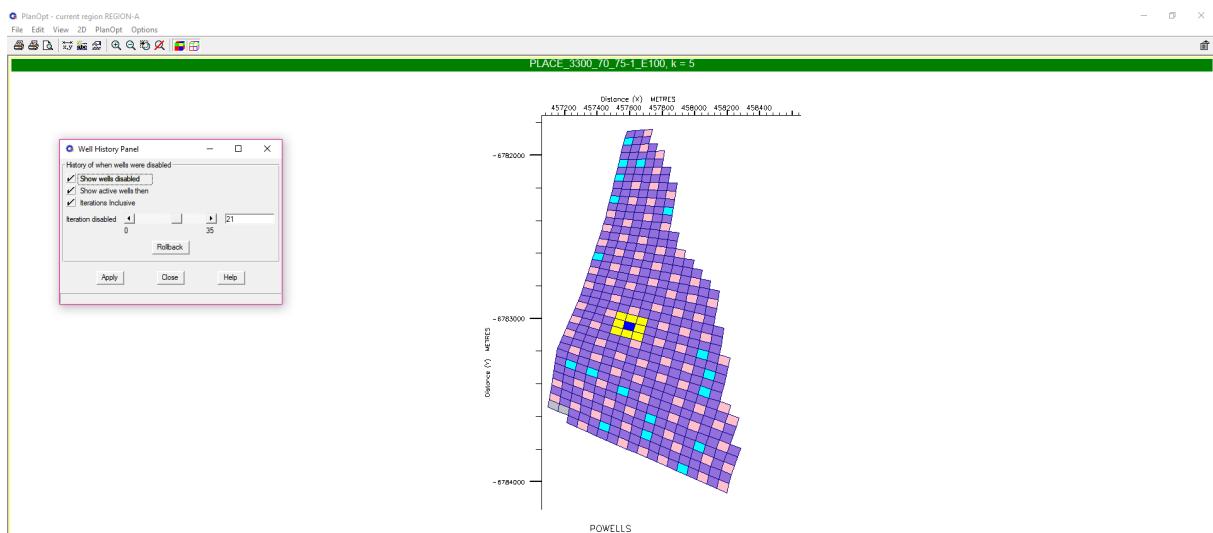 PlanOpt - current region REGION-A
File Edit View 2D PlanOpt Options
PLACE_3300_70_75-1_E100, k = 5
Distance (X) METRES
457200 457400 457600 457800 458000 458200 458400
Well History Panel
History of when wells were disabled
Show wells disabled
Show active wells then
Iterations Inclusive
Iteration disabled 21
0 35
Rollback
Apply Close Help
-6782000
-6783000
-6784000
Distance (Y) METRES
POWELLS